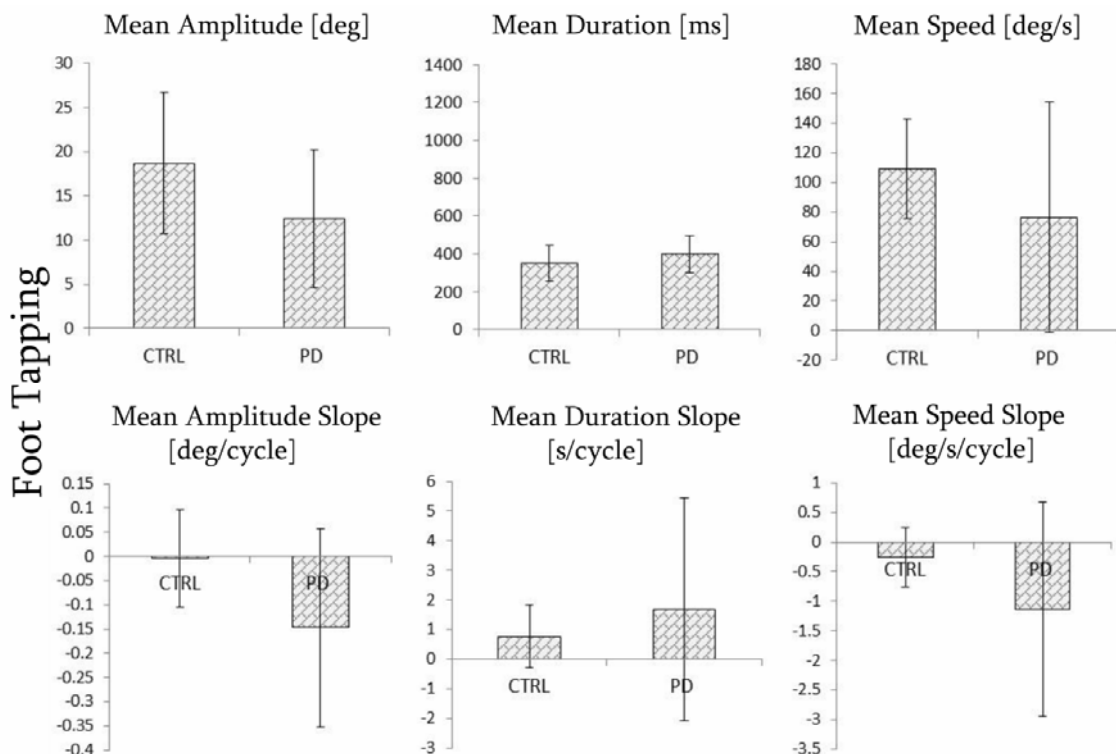 Foot Tapping
Mean Amplitude [deg]
30
25
20
15
10
5
0
CTRL
PD
Mean Duration [ms]
1400
1200
1000
800
600
400
200
0
CTRL
PD
Mean Speed [deg/s]
180
160
140
120
100
80
60
40
20
0
-20
CTRL
PD
Mean Amplitude Slope
[deg/cycle]
0.15
0.1
0.05
0
-0.05
-0.1
-0.15
-0.2
-0.25
-0.3
-0.35
-0.4
CTRL
PD
Mean Duration Slope
[s/cycle]
6
5
4
3
2
1
0
-1
-2
-3
CTRL
PD
Mean Speed Slope
[deg/s/cycle]
1
0.5
0
-0.5
-1
-1.5
-2
-2.5
-3
-3.5
CTRL
PD